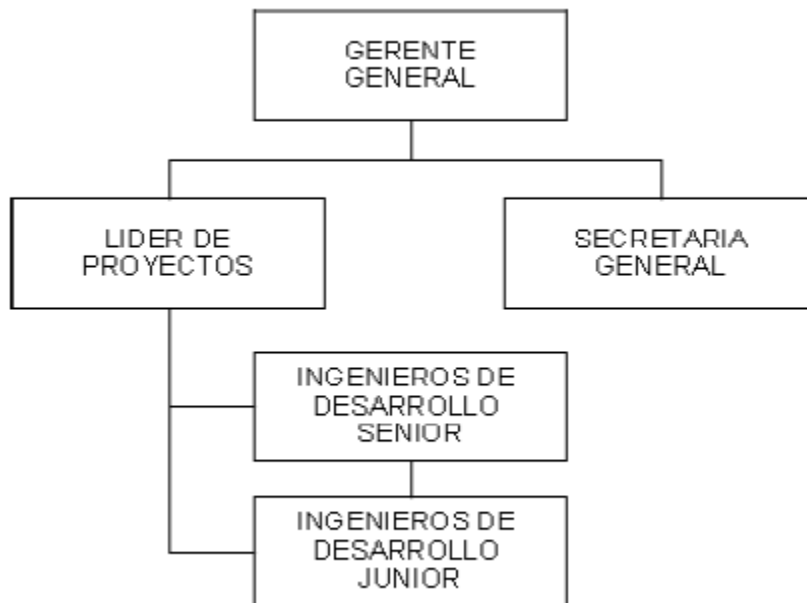 GERENTE
GENERAL
LIDER DE
PROYECTOS
SECRETARIA
GENERAL
INGENIEROS DE
DESARROLLO
SENIOR
INGENIEROS DE
DESARROLLO
JUNIOR